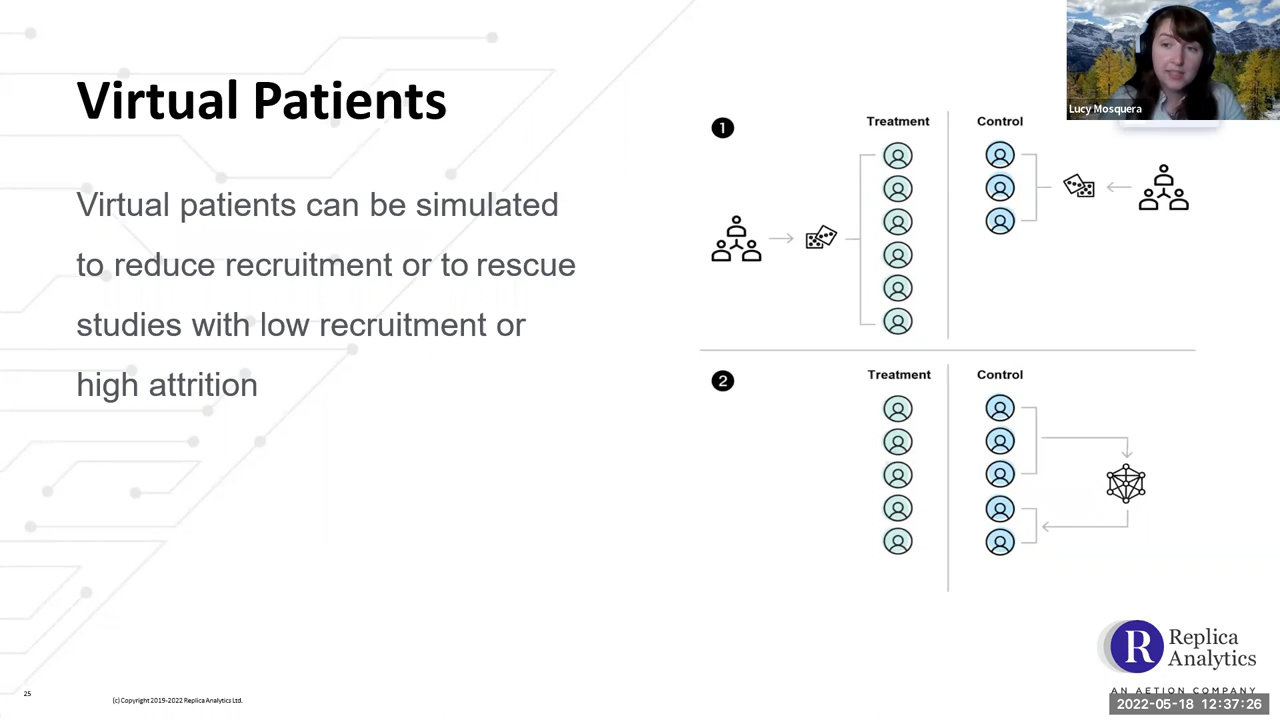 Virtual Patients
Virtual patients can be simulated
to reduce recruitment or to rescue
studies with low recruitment or
high attrition
1
Treatment
Control
2
Treatment
Control
Lucy Mosquera
R
Replica
Analytics
AN AETION COMPANY
2022-05-18 12:37:26
25
(c) Copyright 2019-2022 Replica Analytics Ltd.